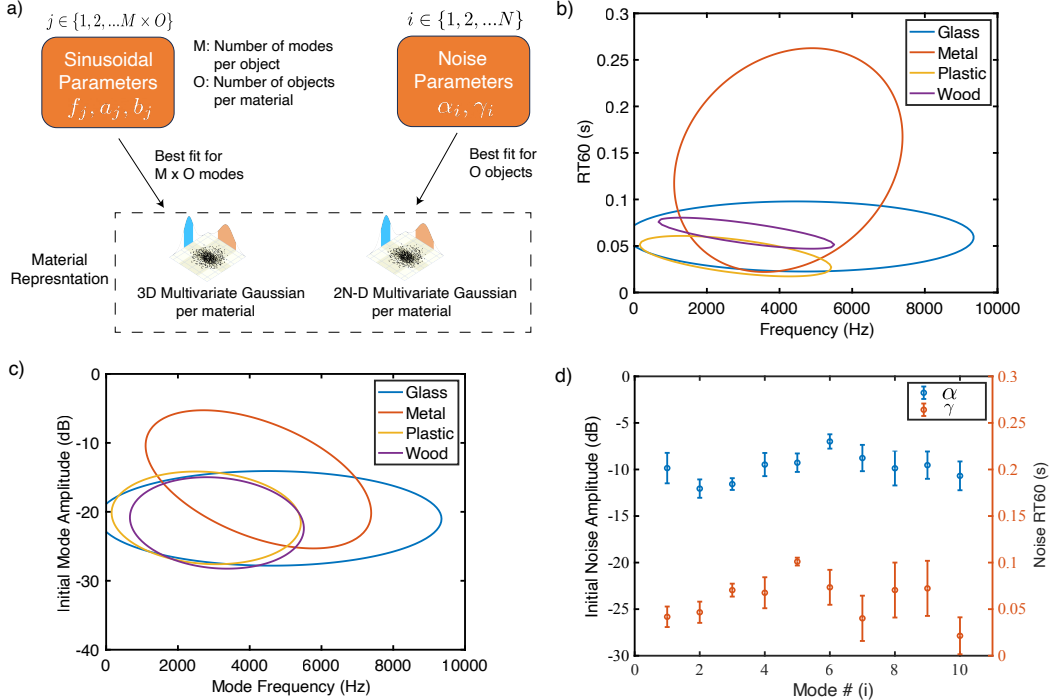 a)
j ∈ {1, 2, ...M × O}
Sinusoidal
Parameters
f_j, a_j, b_j
M: Number of modes
per object
O: Number of objects
per material
i ∈ {1, 2, ...N}
Noise
Parameters
α_i, γ_i
Best fit for
M x O modes
Best fit for
O objects
Material
Represntation
3D Multivariate Gaussian
per material
2N-D Multivariate Gaussian
per material
b)
Glass
Metal
Plastic
Wood
RT60 (s)
0.3
0.25
0.2
0.15
0.1
0.05
0
0 2000 4000 6000 8000 10000
Frequency (Hz)
c)
Glass
Metal
Plastic
Wood
Initial Mode Amplitude (dB)
0
-10
-20
-30
-40
0 2000 4000 6000 8000 10000
Mode Frequency (Hz)
d)
α
γ
Initial Noise Amplitude (dB)
0
-5
-10
-15
-20
-25
-30
0.3
0.25
0.2
0.15
0.1
0.05
0
Noise RT60 (s)
0 2 4 6 8 10
Mode # (i)